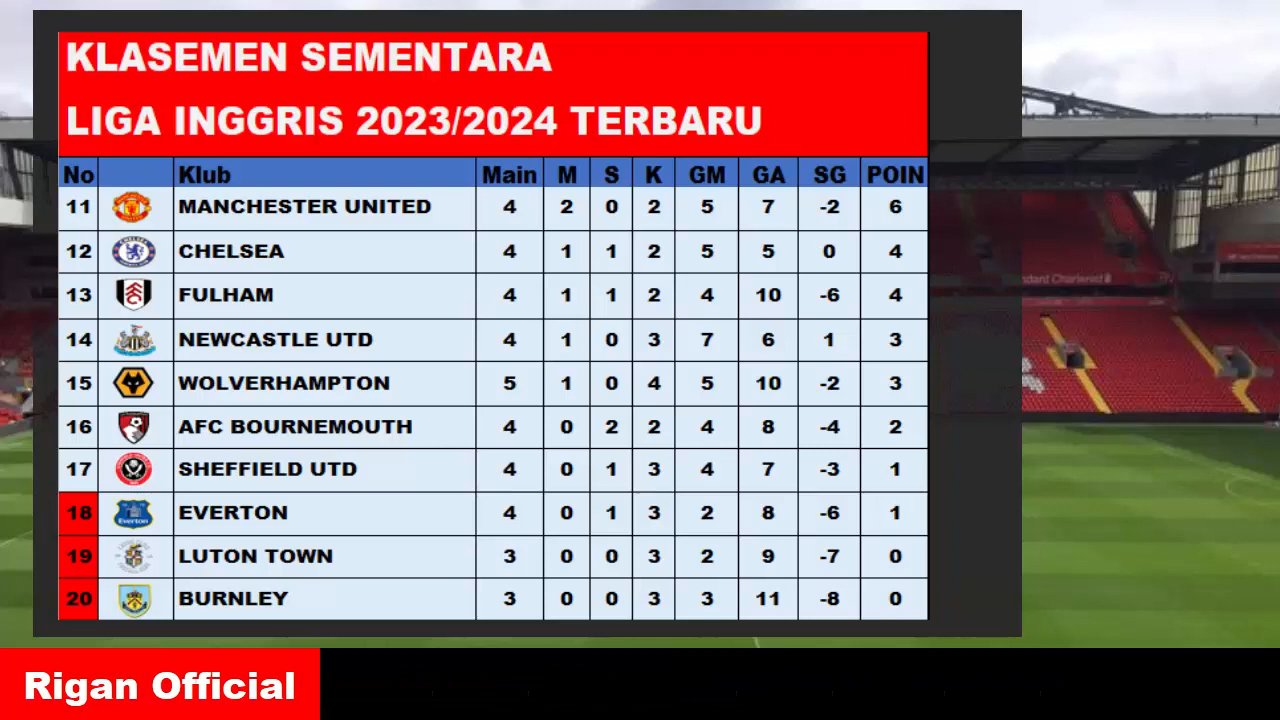 KLASEMEN SEMENTARA
LIGA INGGRIS 2023/2024 TERBARU
No Klub Main M S K GM GA SG POIN
11 MANCHESTER UNITED 4 2 0 2 5 7 -2 6
12 CHELSEA 4 1 1 2 5 5 0 4
13 FULHAM 4 1 1 2 4 10 -6 4
14 NEWCASTLE UTD 4 1 0 3 7 6 1 3
15 WOLVERHAMPTON 5 1 0 4 5 10 -2 3
16 AFC BOURNEMOUTH 4 0 2 2 4 8 -4 2
17 SHEFFIELD UTD 4 0 1 3 4 7 -3 1
18 Everton EVERTON 4 0 1 3 2 8 -6 1
19 LUTON TOWN 3 0 0 3 2 9 -7 0
20 BURNLEY 3 0 0 3 3 11 -8 0
ndard Chartered
Rigan Official